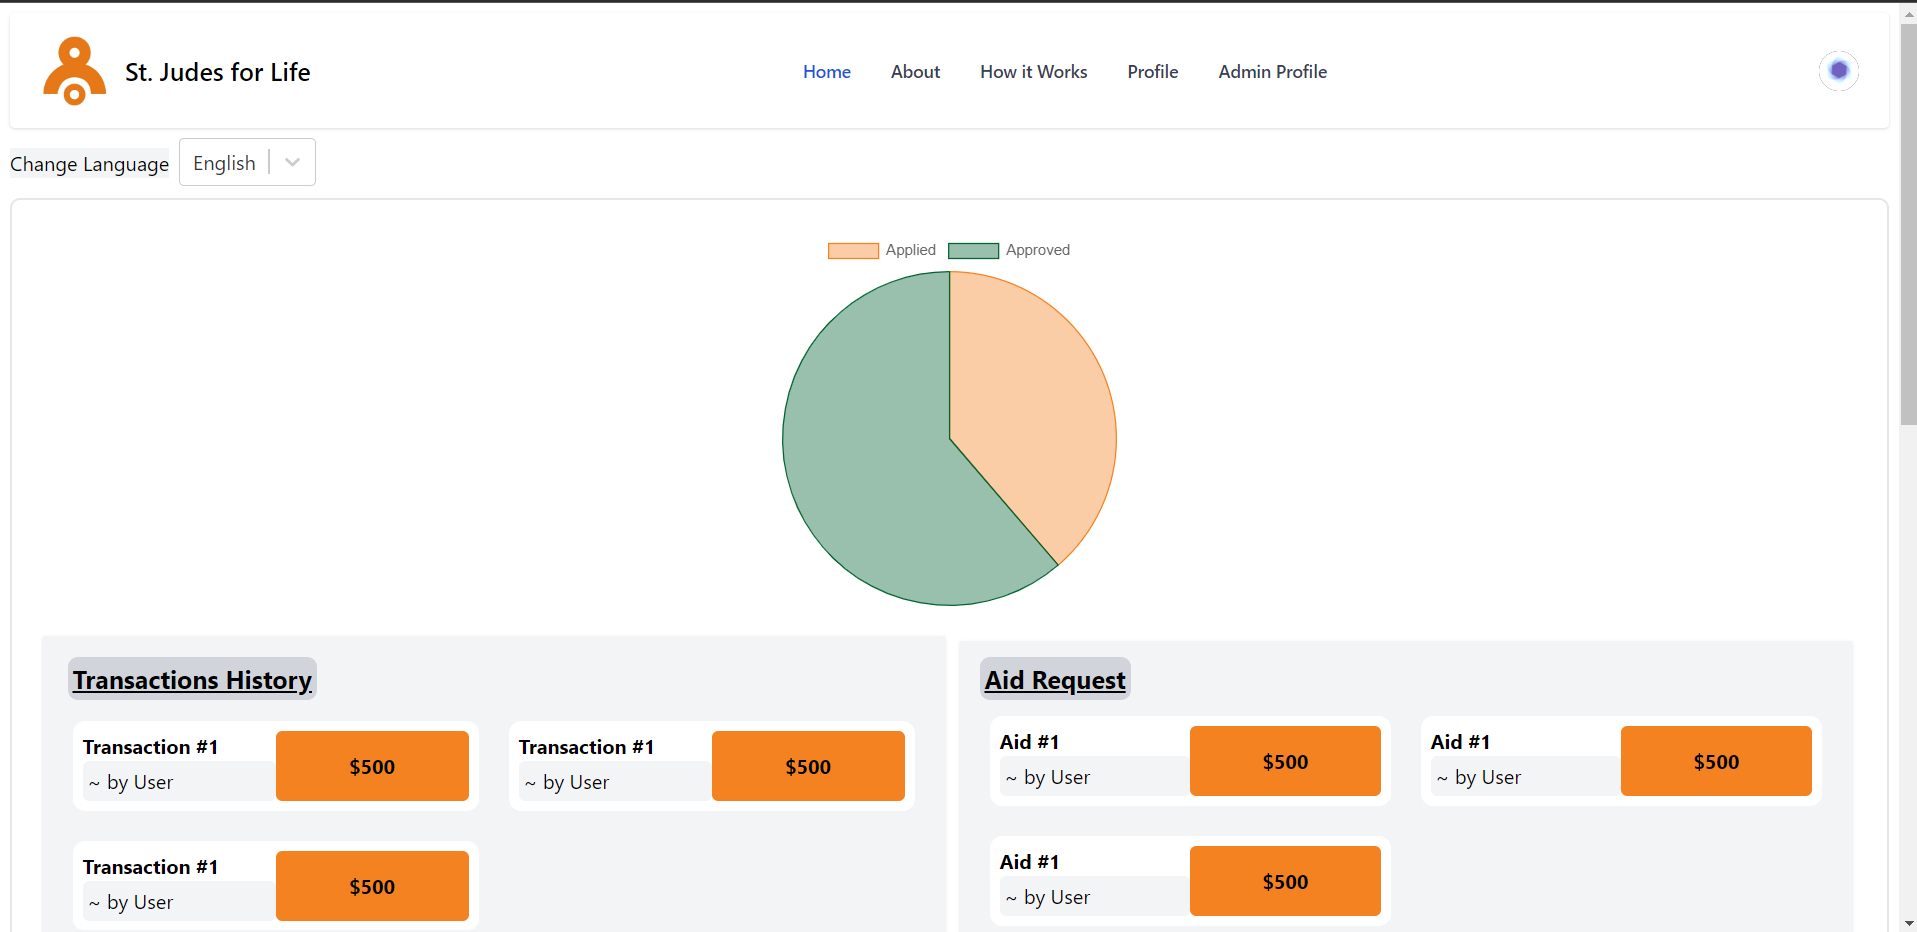 St. Judes for Life
Home About How it Works Profile Admin Profile
Change Language English
Applied Approved
Transactions History
Transaction #1
~ by User
$500
Transaction #1
~ by User
$500
Transaction #1
~ by User
$500
Aid Request
Aid #1
~ by User
$500
Aid #1
~ by User
$500
Aid #1
~ by User
$500